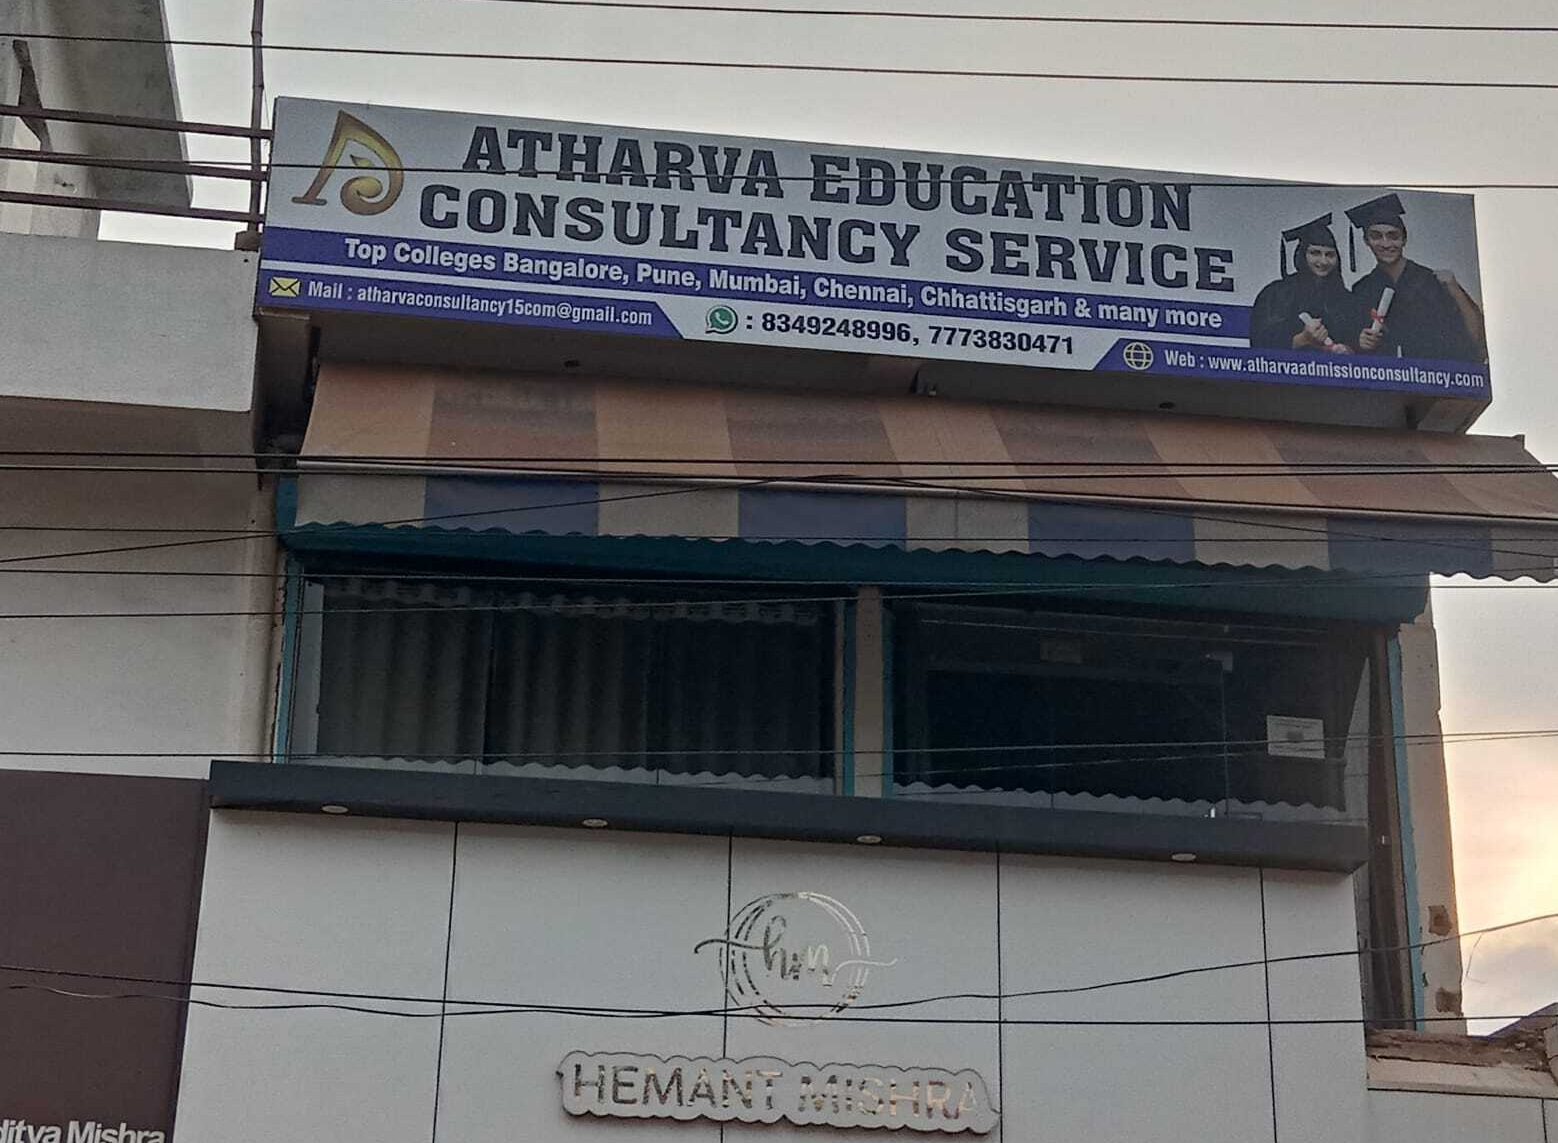 ATHARVA EDUCATION
CONSULTANCY SERVICE
Top Colleges Bangalore, Pune, Mumbai, Chennai, Chhattisgarh & many more
Mail : atharvaconsultancy15com@gmail.com
: 8349248996, 7773830471
Web : www.atharvaadmissionconsultancy.com
hm
HEMANT MISHRA
ditya Mishra